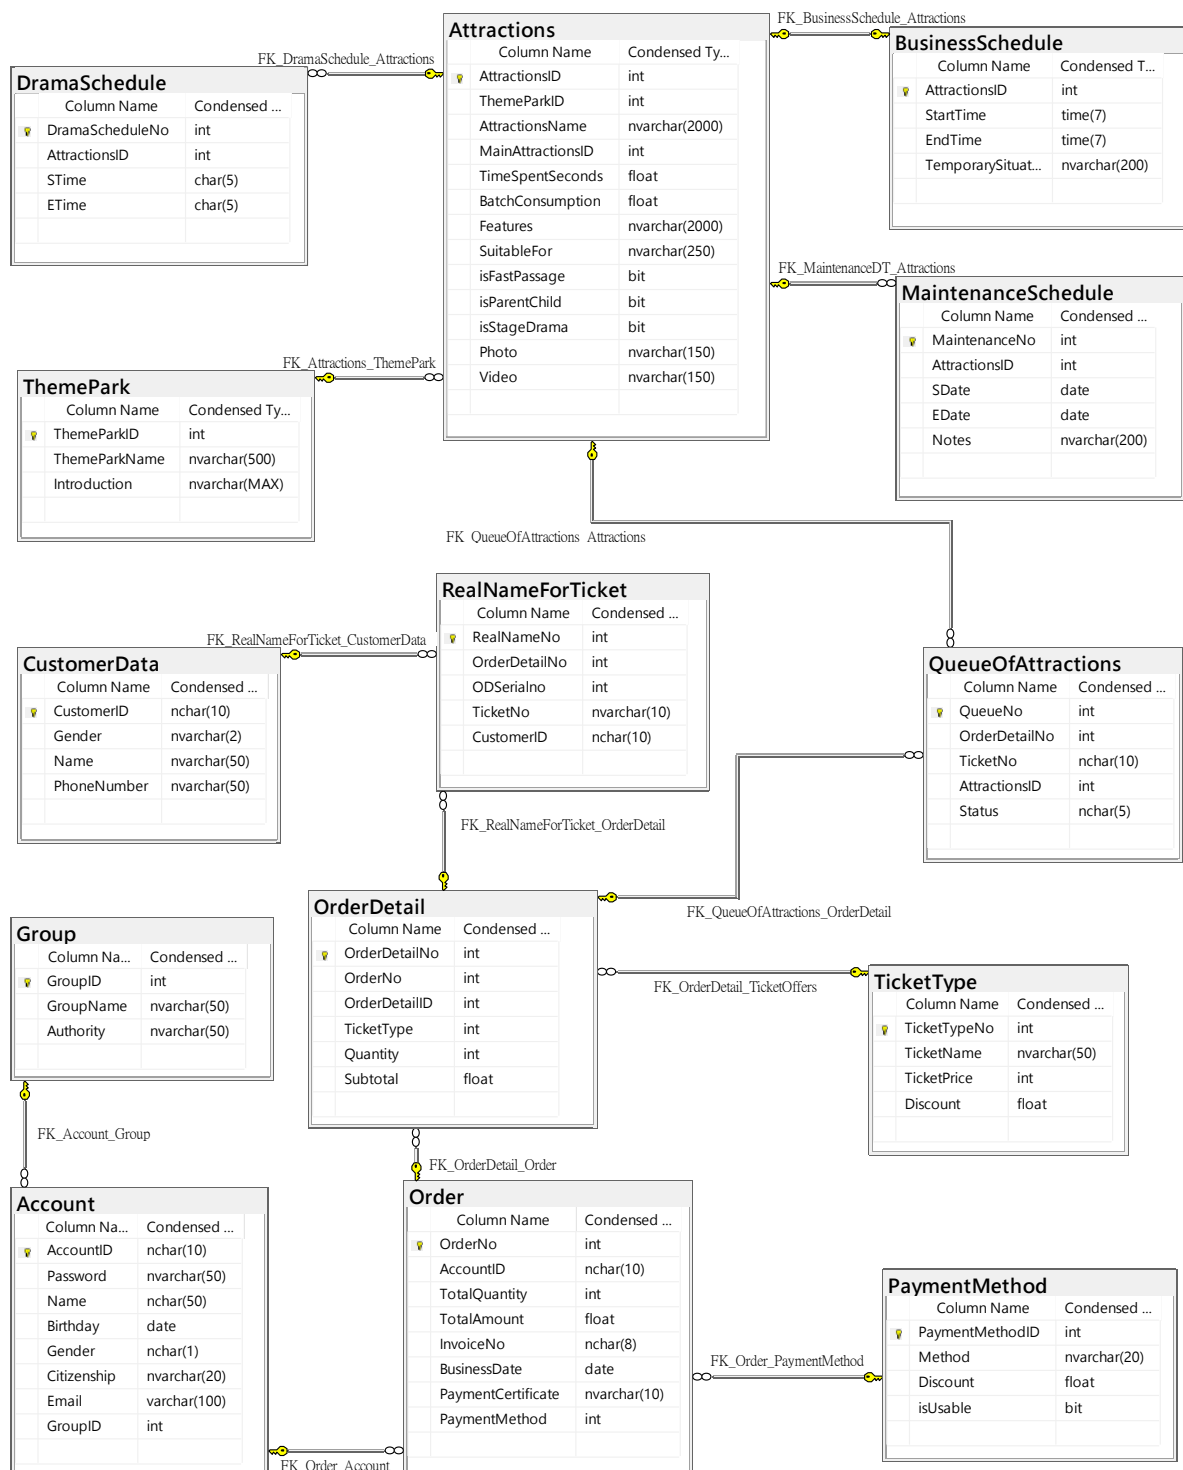 FK_BusinessSchedule_Attractions
Attractions
Column Name Condensed Ty...
AttractionsID int
ThemeParkID int
AttractionsName nvarchar(2000)
MainAttractionsID int
TimeSpentSeconds float
BatchConsumption float
Features nvarchar(2000)
SuitableFor nvarchar(250)
isFastPassage bit
isParentChild bit
isStageDrama bit
Photo nvarchar(150)
Video nvarchar(150)
BusinessSchedule
Column Name Condensed T...
AttractionsID int
StartTime time(7)
EndTime time(7)
TemporarySituat... nvarchar(200)
FK_DramaSchedule_Attractions
DramaSchedule
Column Name Condensed ...
DramaScheduleNo int
AttractionsID int
STime char(5)
ETime char(5)
FK_MaintenanceDT_Attractions
MaintenanceSchedule
Column Name Condensed ...
MaintenanceNo int
AttractionsID int
SDate date
EDate date
Notes nvarchar(200)
FK_Attractions_ThemePark
ThemePark
Column Name Condensed Ty...
ThemeParkID int
ThemeParkName nvarchar(500)
Introduction nvarchar(MAX)
FK_QueueOfAttractions_Attractions
RealNameForTicket
Column Name Condensed ...
RealNameNo int
OrderDetailNo int
ODSerialno int
TicketNo nvarchar(10)
CustomerID nchar(10)
FK_RealNameForTicket_CustomerData
CustomerData
Column Name Condensed ...
CustomerID nchar(10)
Gender nvarchar(2)
Name nvarchar(50)
PhoneNumber nvarchar(50)
QueueOfAttractions
Column Name Condensed ...
QueueNo int
OrderDetailNo int
TicketNo nchar(10)
AttractionsID int
Status nchar(5)
FK_RealNameForTicket_OrderDetail
OrderDetail
Column Name Condensed ...
OrderDetailNo int
OrderNo int
OrderDetailID int
TicketType int
Quantity int
Subtotal float
FK_QueueOfAttractions_OrderDetail
Group
Column Na... Condensed ...
GroupID int
GroupName nvarchar(50)
Authority nvarchar(50)
FK_OrderDetail_TicketOffers
TicketType
Column Name Condensed ...
TicketTypeNo int
TicketName nvarchar(50)
TicketPrice int
Discount float
FK_Account_Group
FK_OrderDetail_Order
Account
Column Na... Condensed ...
AccountID nchar(10)
Password nvarchar(50)
Name nchar(50)
Birthday date
Gender nchar(1)
Citizenship nvarchar(20)
Email varchar(100)
GroupID int
Order
Column Name Condensed ...
OrderNo int
AccountID nchar(10)
TotalQuantity int
TotalAmount float
InvoiceNo nchar(8)
BusinessDate date
PaymentCertificate nvarchar(10)
PaymentMethod int
FK_Order_PaymentMethod
PaymentMethod
Column Name Condensed ...
PaymentMethodID int
Method nvarchar(20)
Discount float
isUsable bit
FK_Order_Account